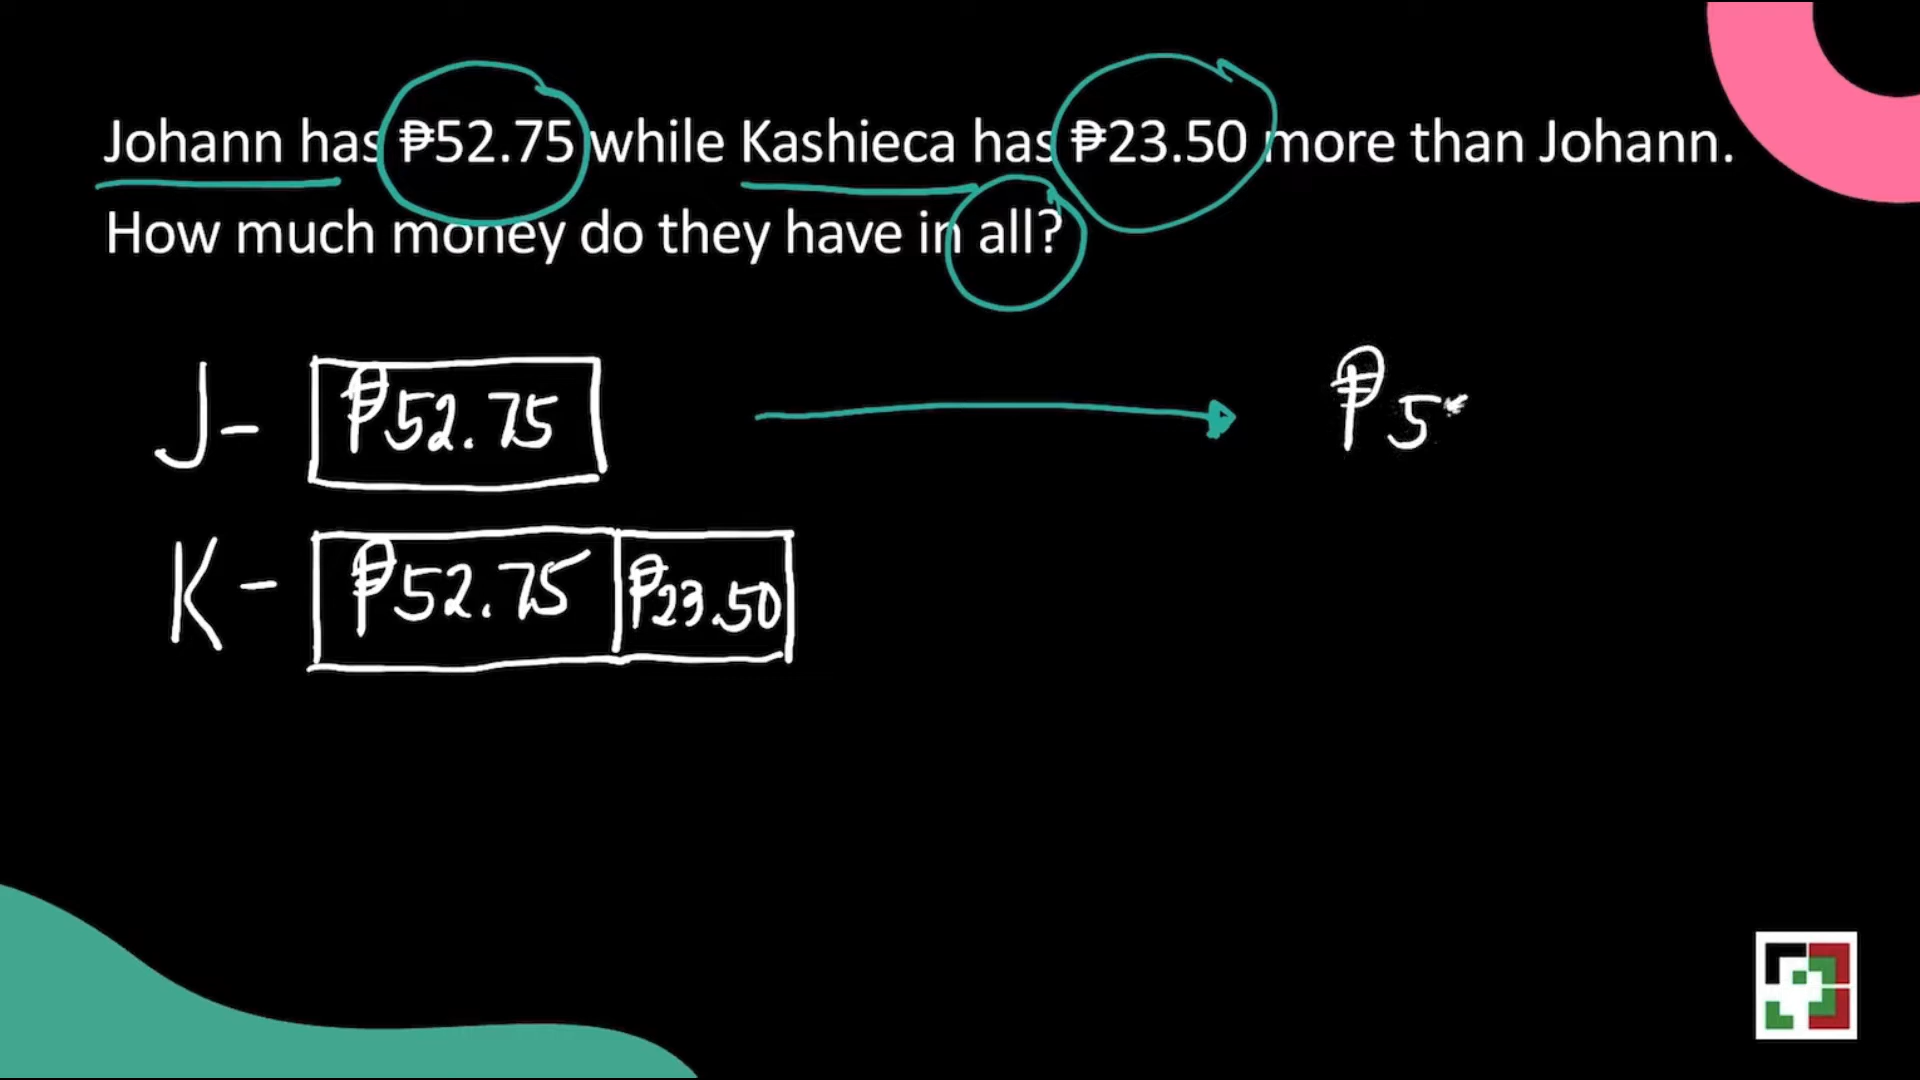 Johann has ₱52.75 while Kashieca has ₱23.50 more than Johann.
How much money do they have in all?
J- ₱52.75 ₱5
K- ₱52.75 ₱23.50